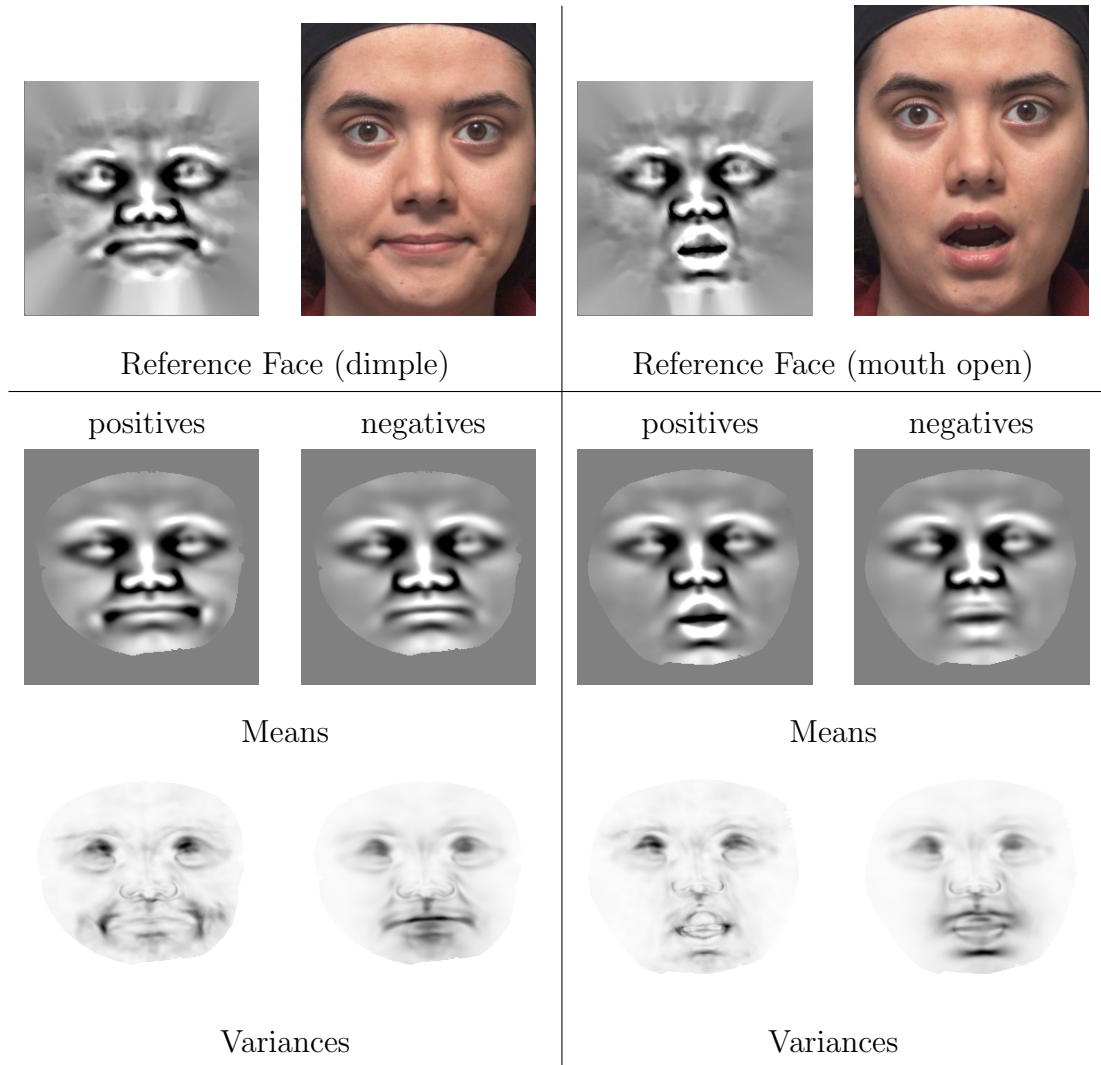 Reference Face (dimple)
Reference Face (mouth open)
positives negatives
positives negatives
Means
Means
Variances
Variances